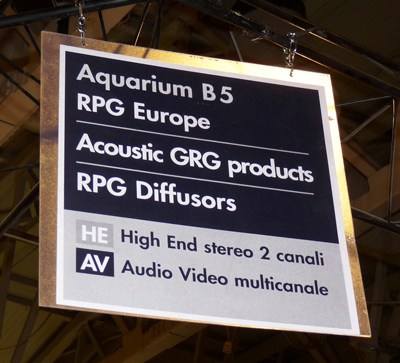 Aquarium B5
RPG Europe
Acoustic GRG products
RPG Diffusors
HE High End stereo 2 canali
AV Audio Video multicanale